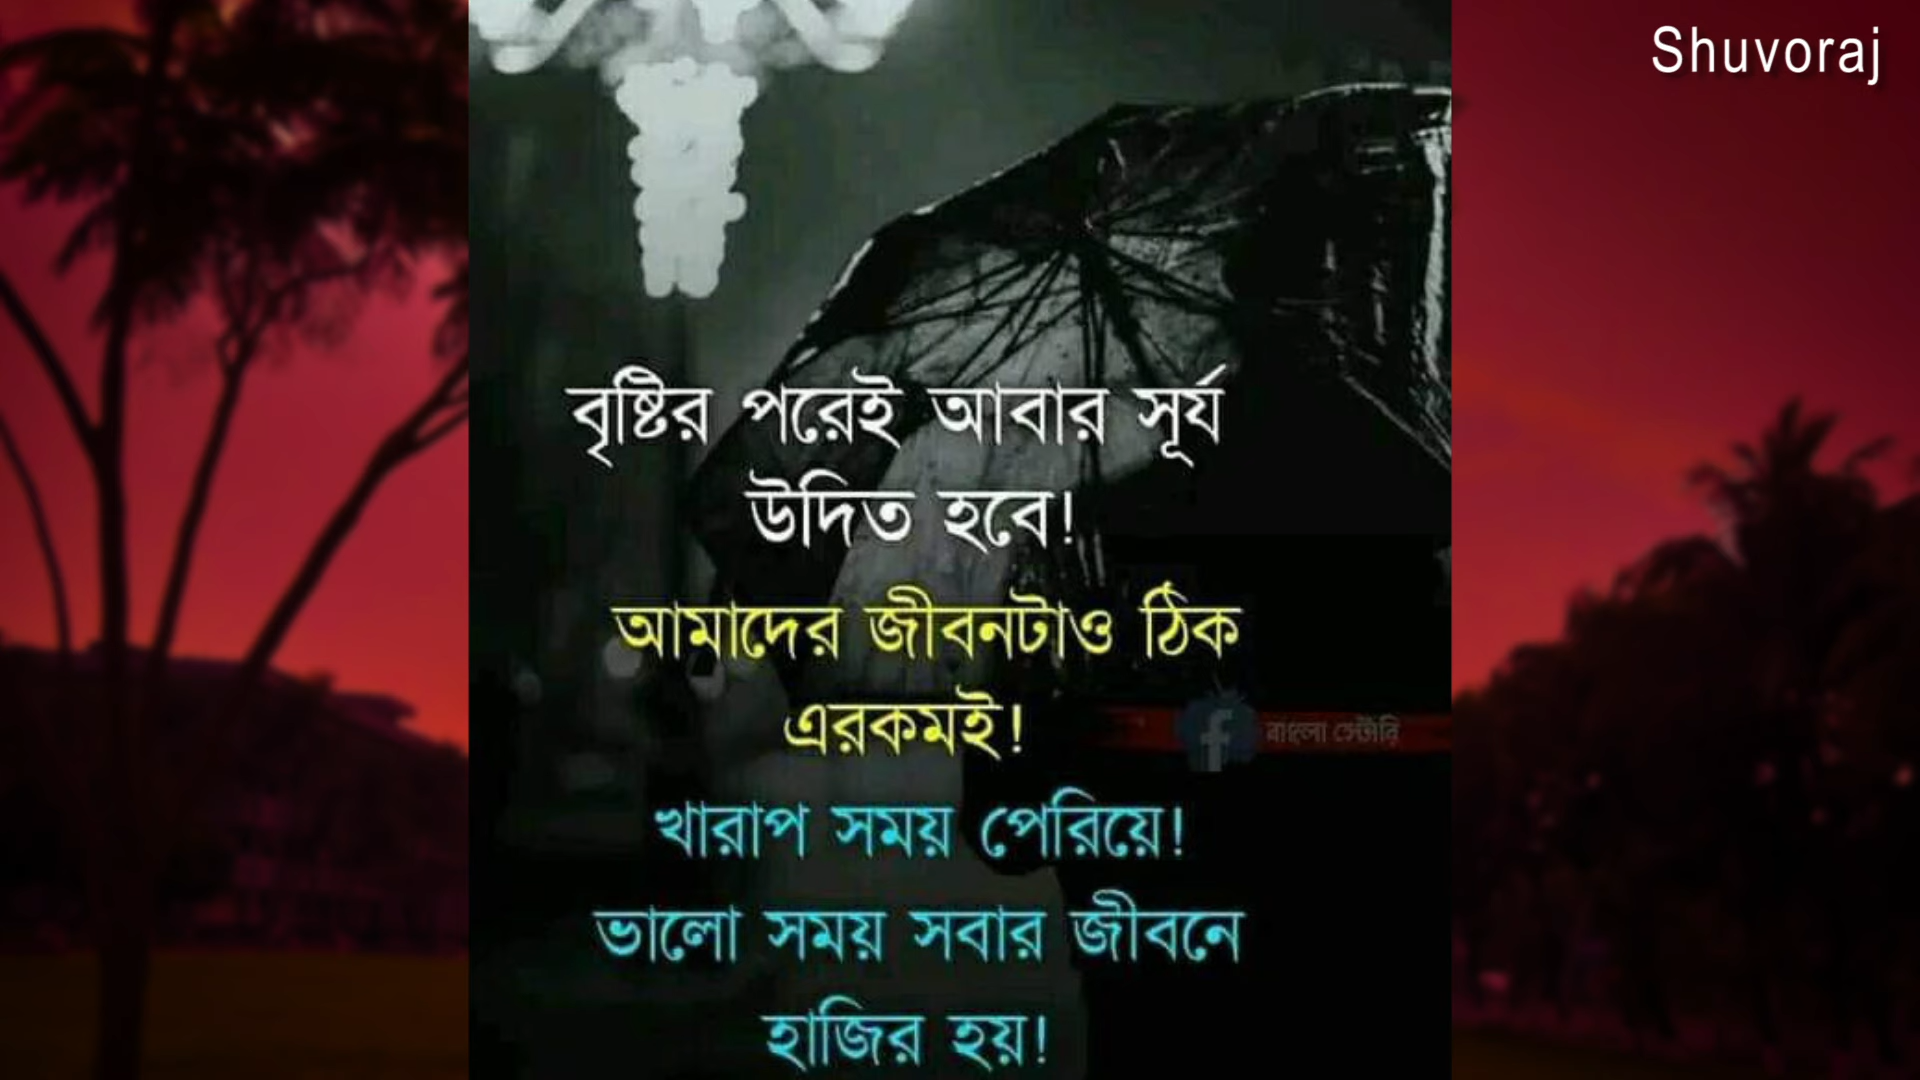 Shuvoraj
বৃষ্টির পরেই আবার সূর্য
উদিত হবে!
আমাদের জীবনটাও ঠিক
এরকমই!
বাংলা স্টোরি
খারাপ সময় পেরিয়ে!
ভালো সময় সবার জীবনে
হাজির হয়!